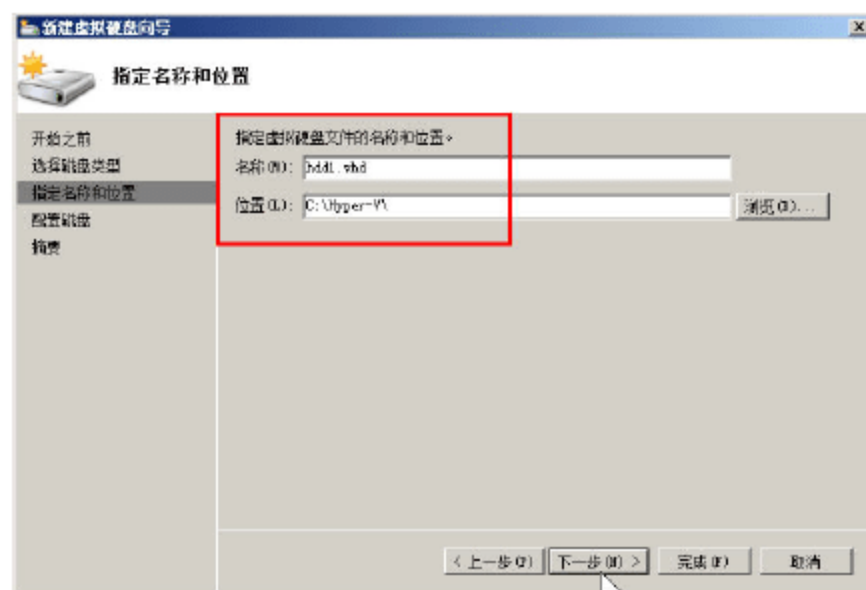 新建虚拟硬盘向导
指定名称和位置
开始之前
选择磁盘类型
指定名称和位置
配置磁盘
摘要
指定虚拟硬盘文件的名称和位置。
名称(M): hdd1.vhd
位置(L): C:\Hyper-V\ 浏览(B)...
< 上一步(P) 下一步(N) > 完成(F) 取消